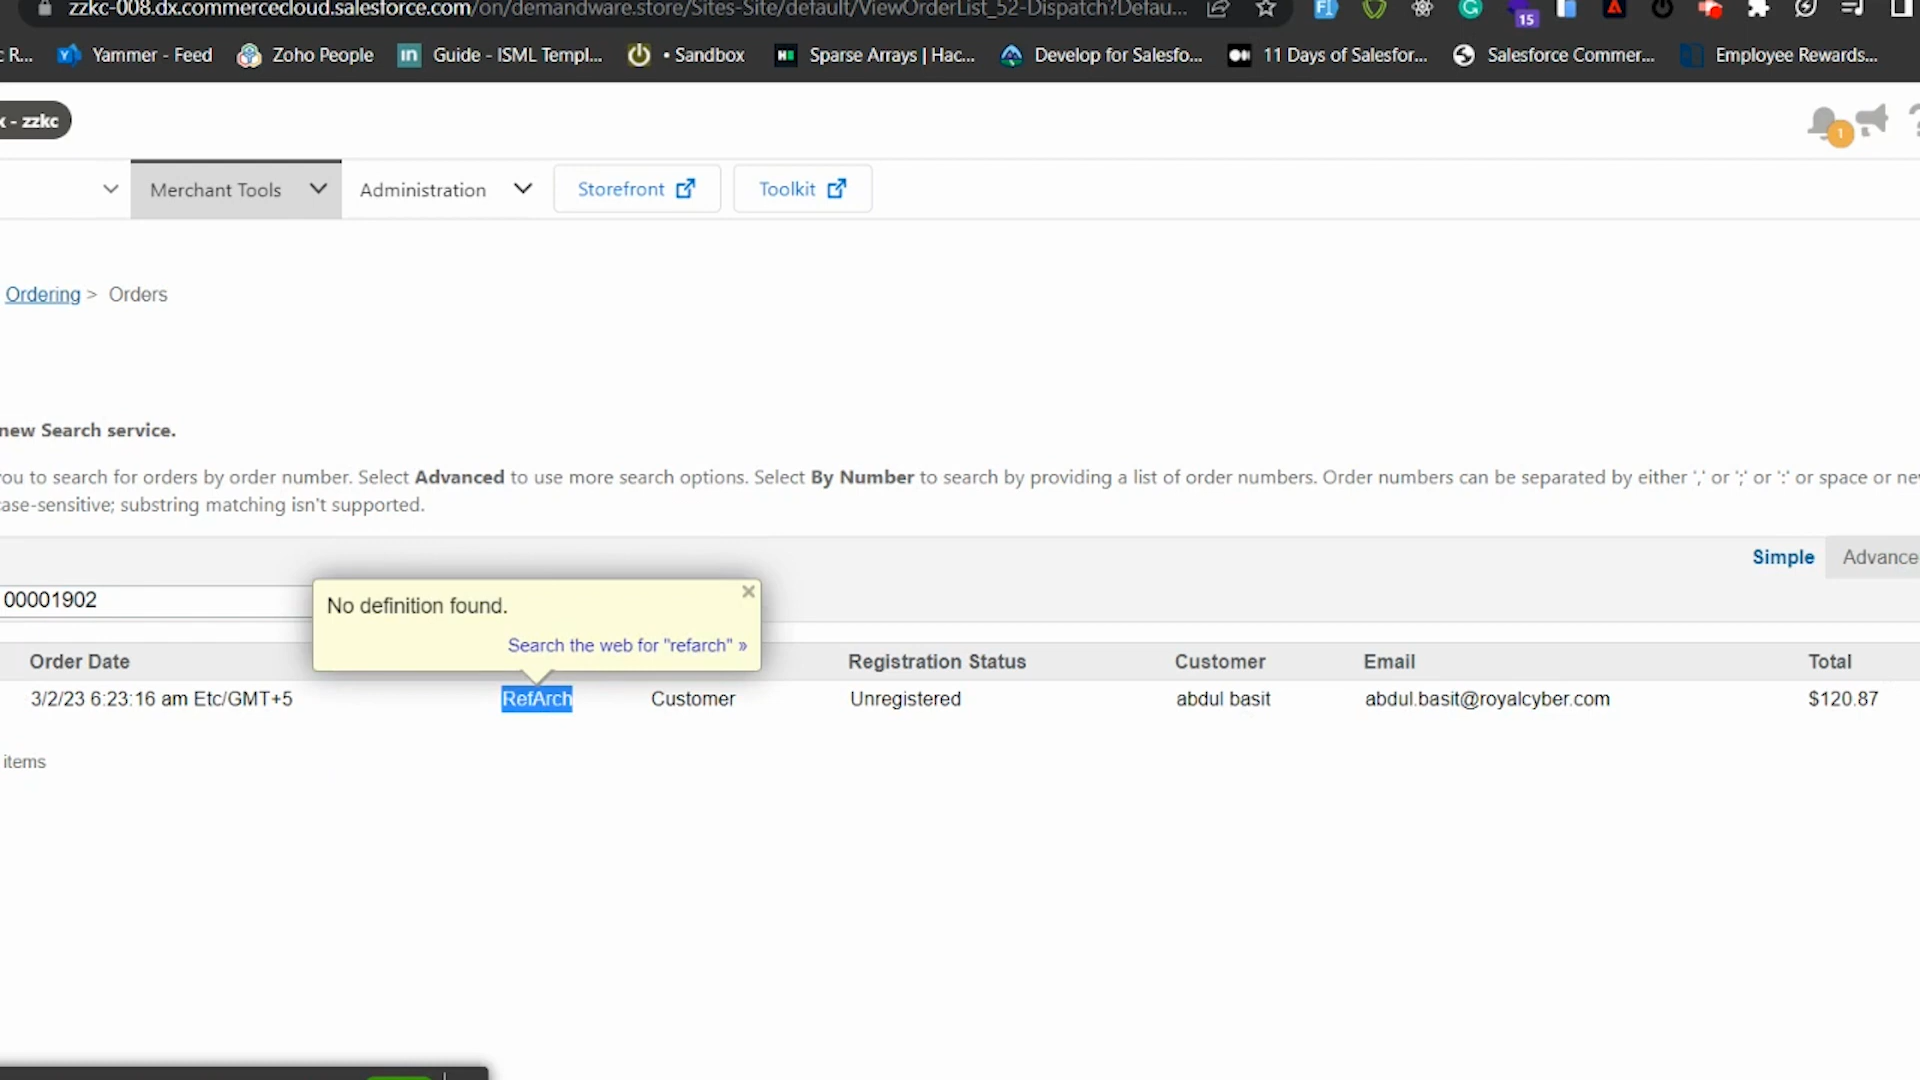 zzkc-008.dx.commercecloud.salesforce.com/on/demandware.store/Sites-Site/default/ViewOrderList_52-Dispatch?Defau...
15
c R... Yammer - Feed Zoho People in Guide - ISML Templ... • Sandbox Sparse Arrays | Hac... Develop for Salesfo... 11 Days of Salesfor... Salesforce Commer... Employee Rewards...
x - zzkc
1
Merchant Tools Administration Storefront Toolkit
Ordering > Orders
new Search service.
you to search for orders by order number. Select Advanced to use more search options. Select By Number to search by providing a list of order numbers. Order numbers can be separated by either ',' or ';' or ':' or space or ne
case-sensitive; substring matching isn't supported.
Simple Advance
00001902
No definition found.
Search the web for "refarch" »
Order Date Registration Status Customer Email Total
3/2/23 6:23:16 am Etc/GMT+5 RefArch Customer Unregistered abdul basit abdul.basit@royalcyber.com $120.87
items